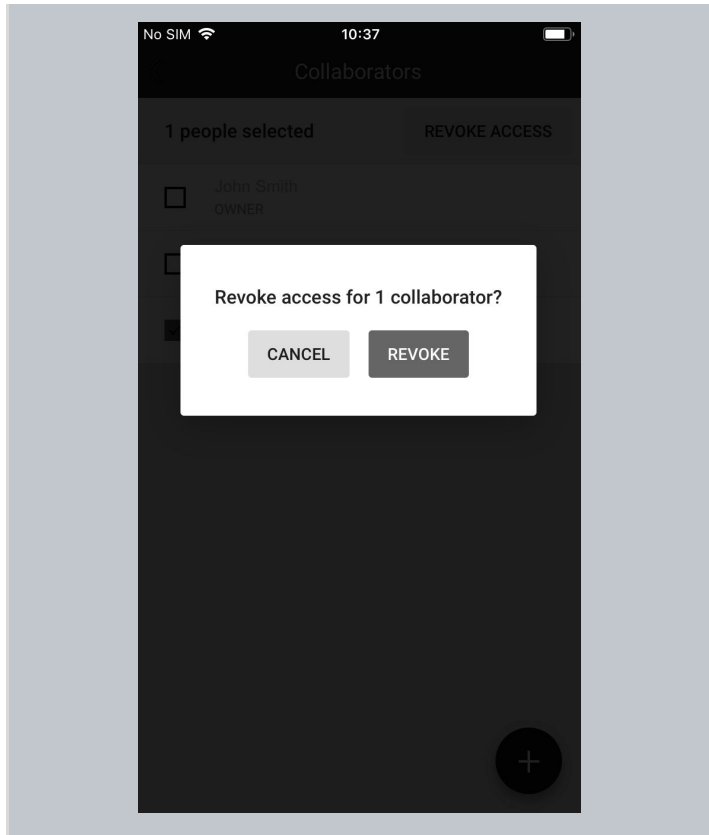 No SIM 10:37
Collaborators
1 people selected REVOKE ACCESS
John Smith
OWNER
Revoke access for 1 collaborator?
CANCEL REVOKE